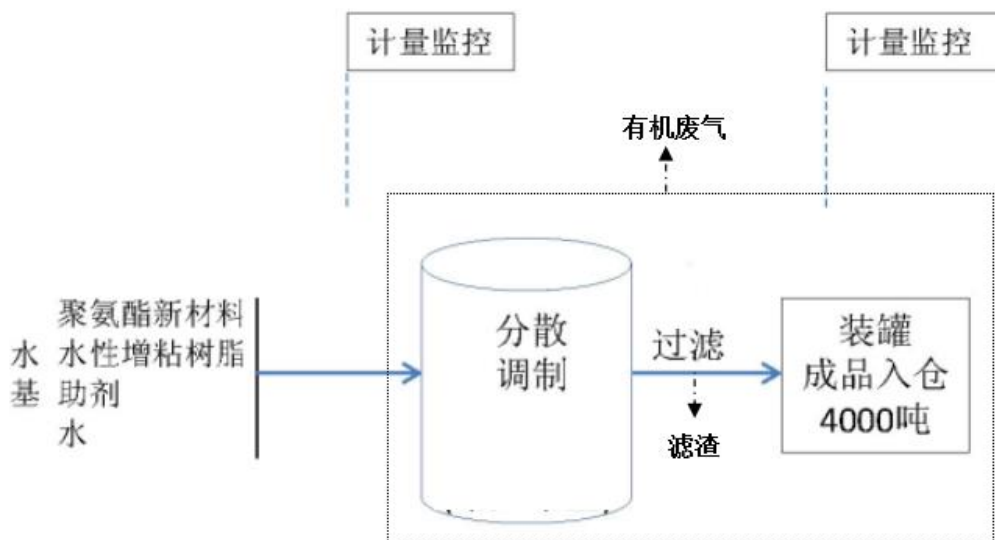 计量监控
计量监控
有机废气
水基
聚氨酯新材料
水性增粘树脂
助剂
水
分散
调制
过滤
滤渣
装罐
成品入仓
4000吨